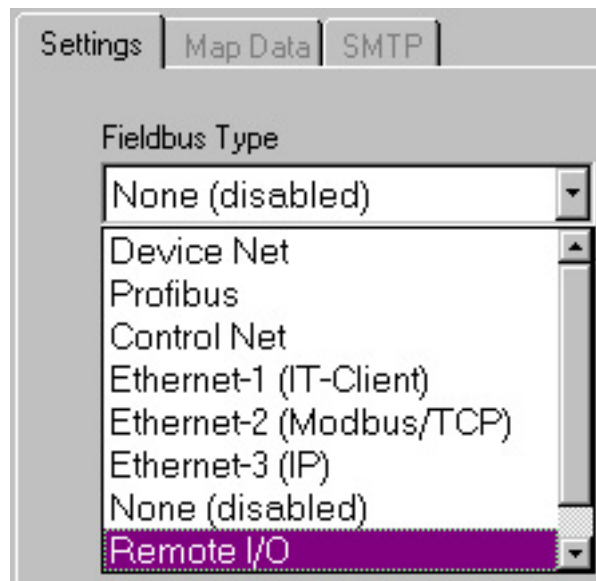 Settings Map Data SMTP
Fieldbus Type
None (disabled)
Device Net
Profibus
Control Net
Ethernet-1 (IT-Client)
Ethernet-2 (Modbus/TCP)
Ethernet-3 (IP)
None (disabled)
Remote I/O